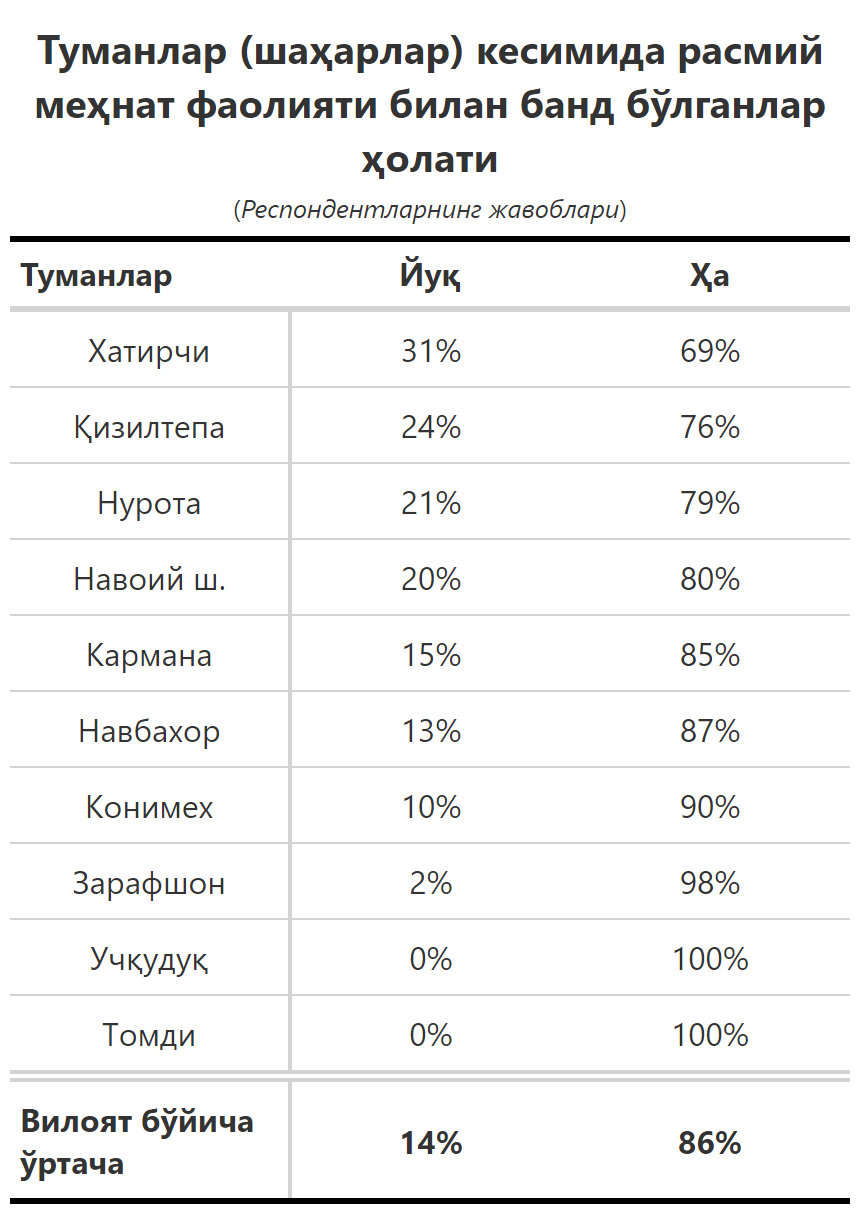 Туманлар (шаҳарлар) кесимида расмий
меҳнат фаолияти билан банд бўлганлар
ҳолати
(Респондентларнинг жавоблари)
Туманлар Йуқ Ҳа
Хатирчи 31% 69%
Қизилтепа 24% 76%
Нурота 21% 79%
Навоий ш. 20% 80%
Кармана 15% 85%
Навбахор 13% 87%
Конимех 10% 90%
Зарафшон 2% 98%
Учқудуқ 0% 100%
Томди 0% 100%
Вилоят бўйича
ўртача 14% 86%